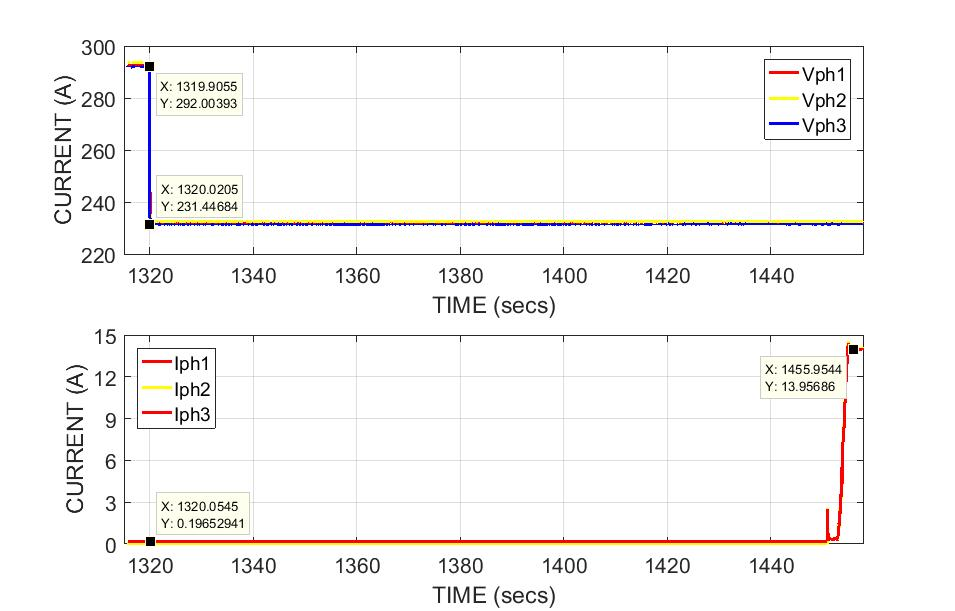 300
280
260
240
220
CURRENT (A)
X: 1319.9055
Y: 292.00393
X: 1320.0205
Y: 231.44684
Vph1
Vph2
Vph3
1320 1340 1360 1380 1400 1420 1440
TIME (secs)
15
12
9
6
3
0
CURRENT (A)
Iph1
Iph2
Iph3
X: 1455.9544
Y: 13.95686
X: 1320.0545
Y: 0.19652941
1320 1340 1360 1380 1400 1420 1440
TIME (secs)